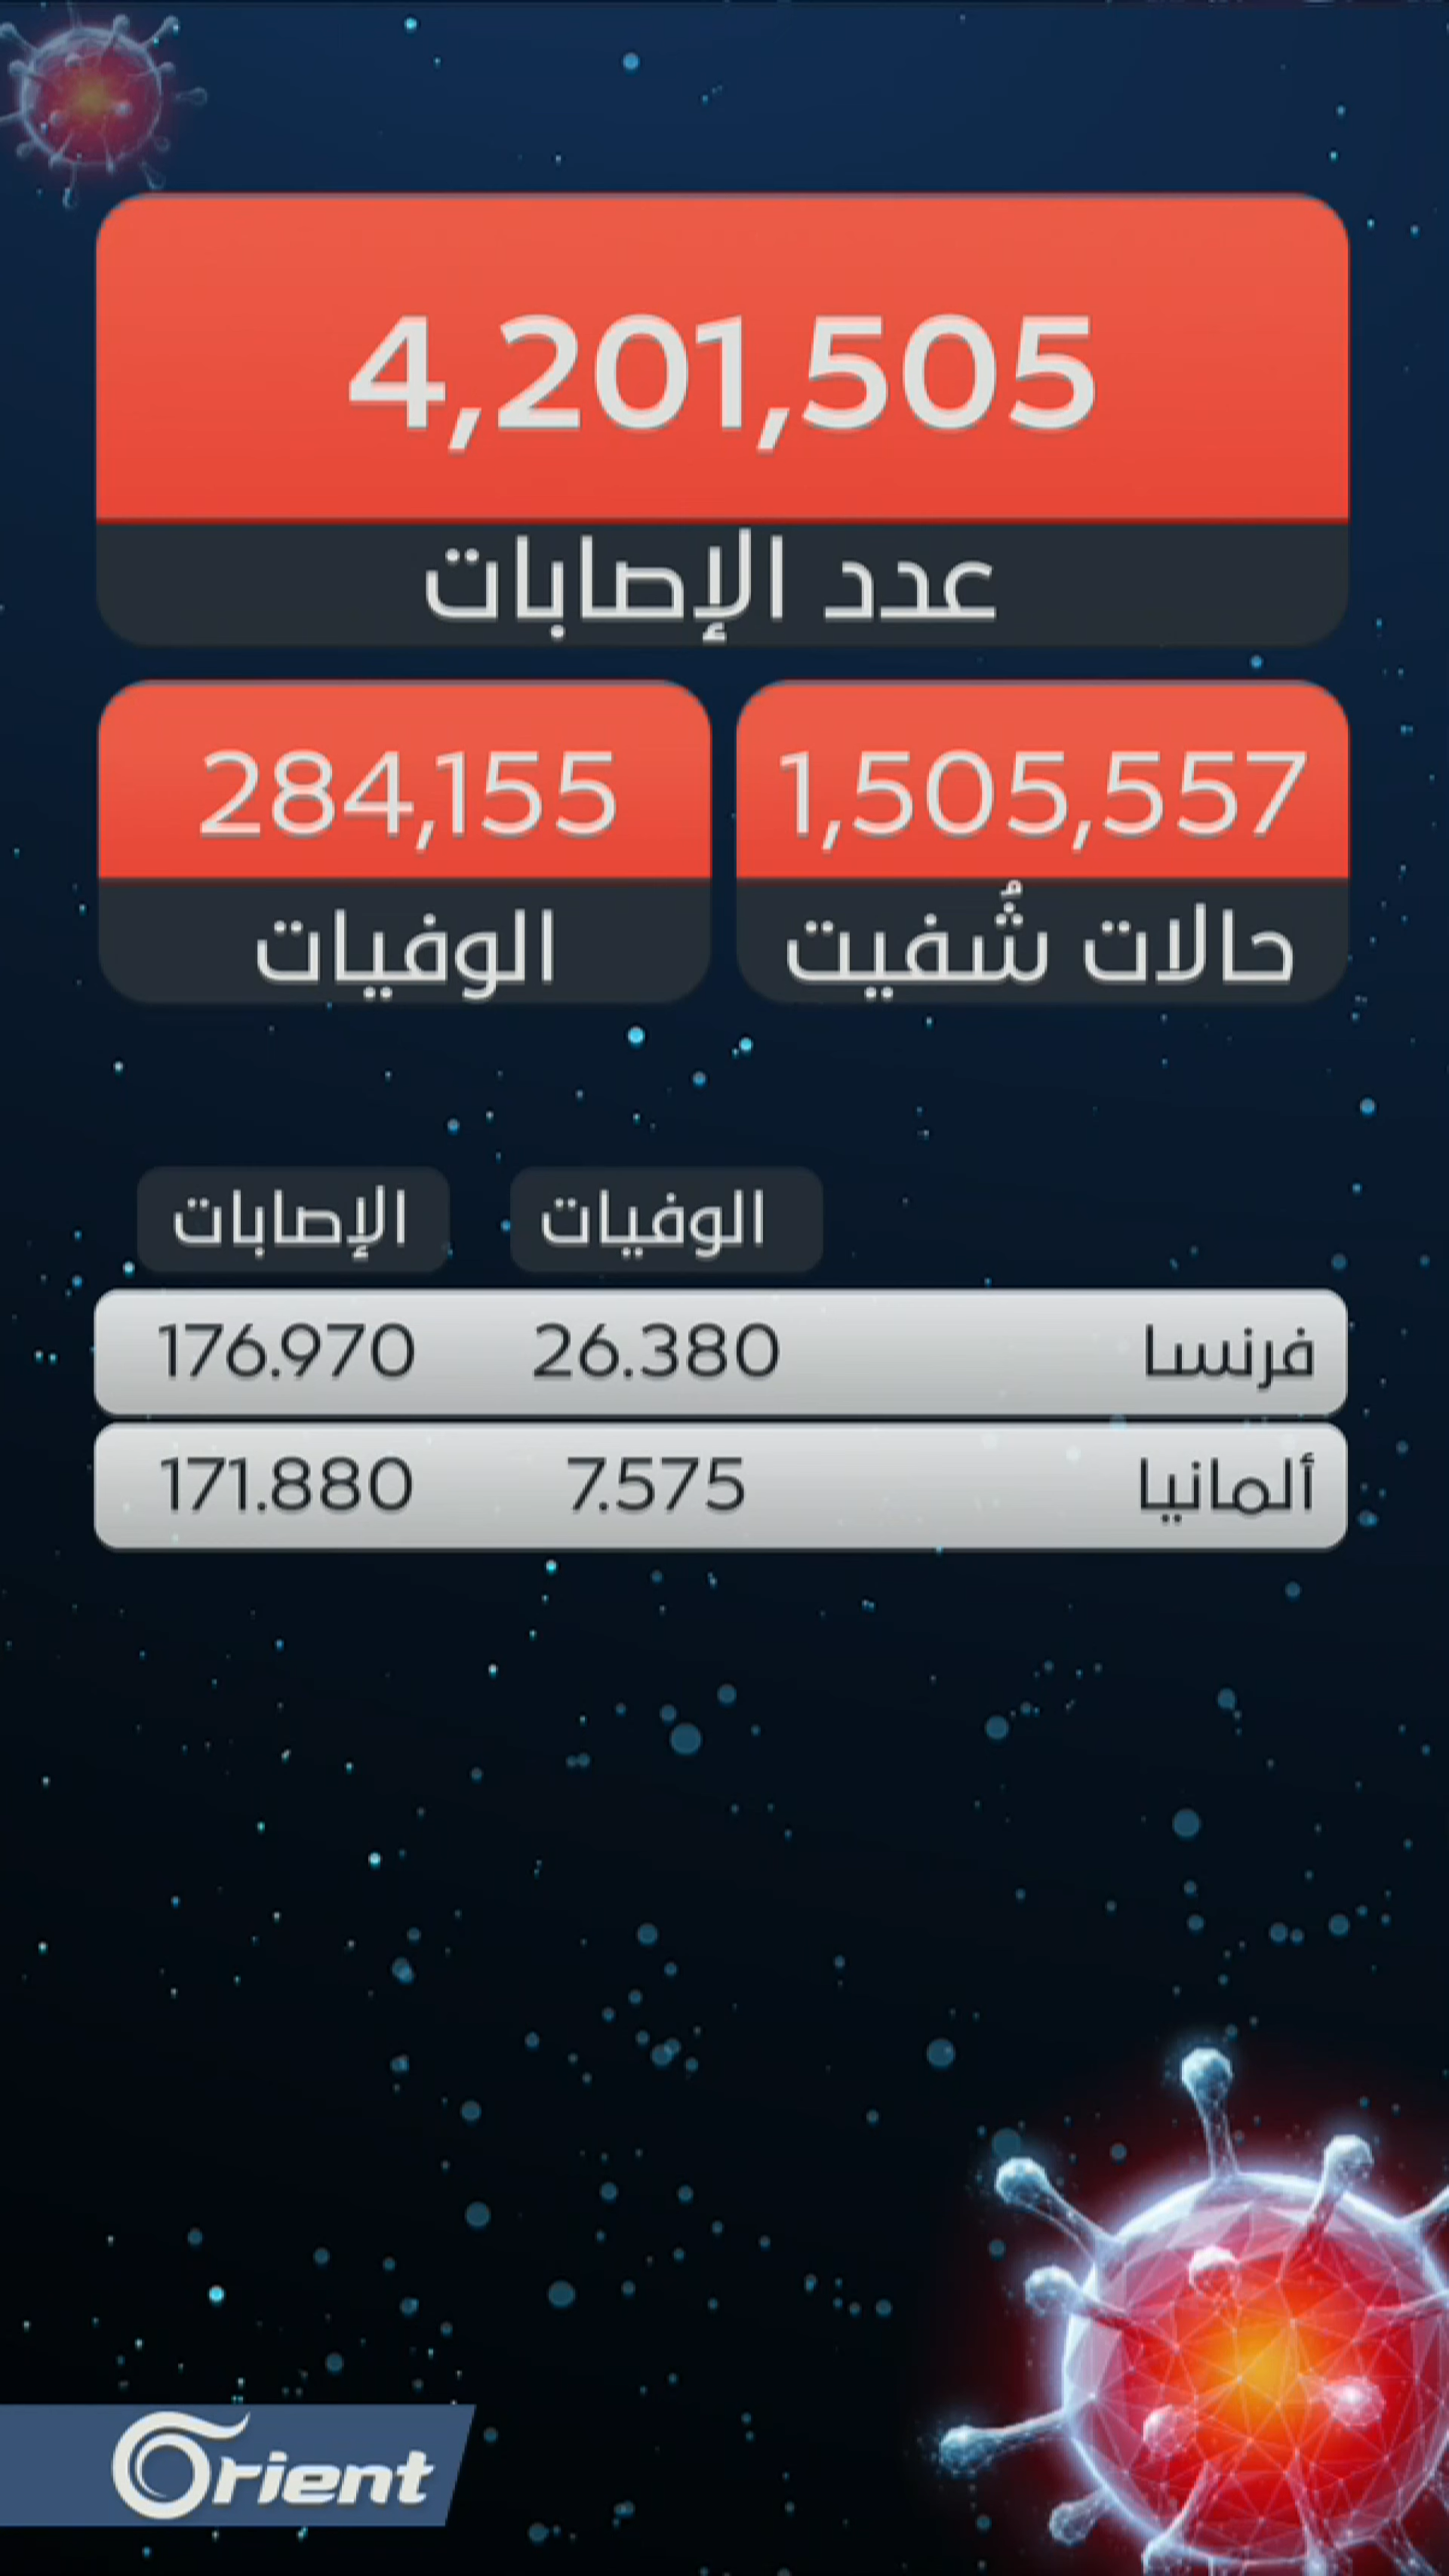 4,201,505
عدد الإصابات
1,505,557
حالات شُفيت
284,155
الوفيات
الوفيات الإصابات
فرنسا 26.380 176.970
ألمانيا 7.575 171.880
Orient